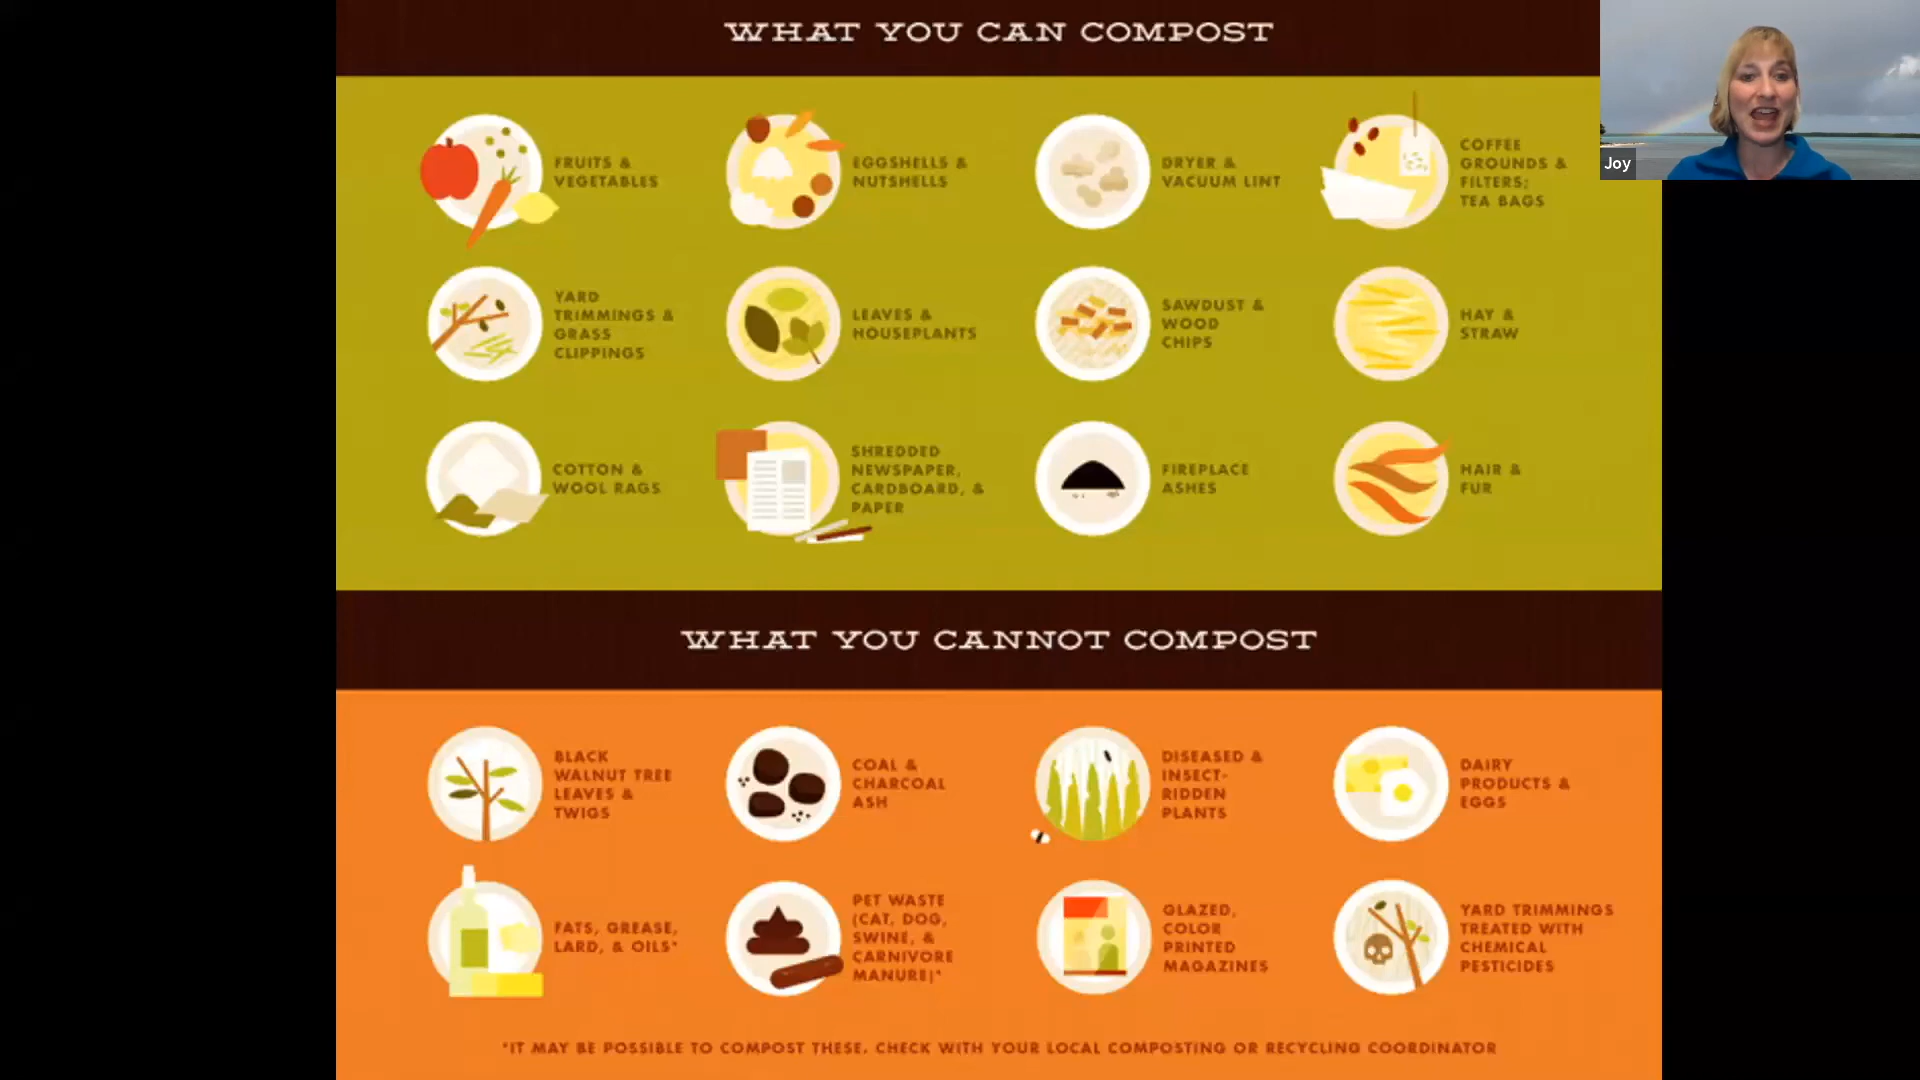 WHAT YOU CAN COMPOST
Joy
FRUITS &
VEGETABLES
EGGSHELLS &
NUTSHELLS
DRYER &
VACUUM LINT
COFFEE
GROUNDS &
FILTERS;
TEA BAGS
YARD
TRIMMINGS &
GRASS
CLIPPINGS
LEAVES &
HOUSEPLANTS
SAWDUST &
WOOD
CHIPS
HAY &
STRAW
COTTON &
WOOL RAGS
SHREDDED
NEWSPAPER,
CARDBOARD, &
PAPER
FIREPLACE
ASHES
HAIR &
FUR
WHAT YOU CANNOT COMPOST
BLACK
WALNUT TREE
LEAVES &
TWIGS
COAL &
CHARCOAL
ASH
DISEASED &
INSECT-
RIDDEN
PLANTS
DAIRY
PRODUCTS &
EGGS
FATS, GREASE,
LARD, & OILS*
PET WASTE
(CAT, DOG,
SWINE, &
CARNIVORE
MANURE)*
GLAZED,
COLOR
PRINTED
MAGAZINES
YARD TRIMMINGS
TREATED WITH
CHEMICAL
PESTICIDES
*IT MAY BE POSSIBLE TO COMPOST THESE. CHECK WITH YOUR LOCAL COMPOSTING OR RECYCLING COORDINATOR